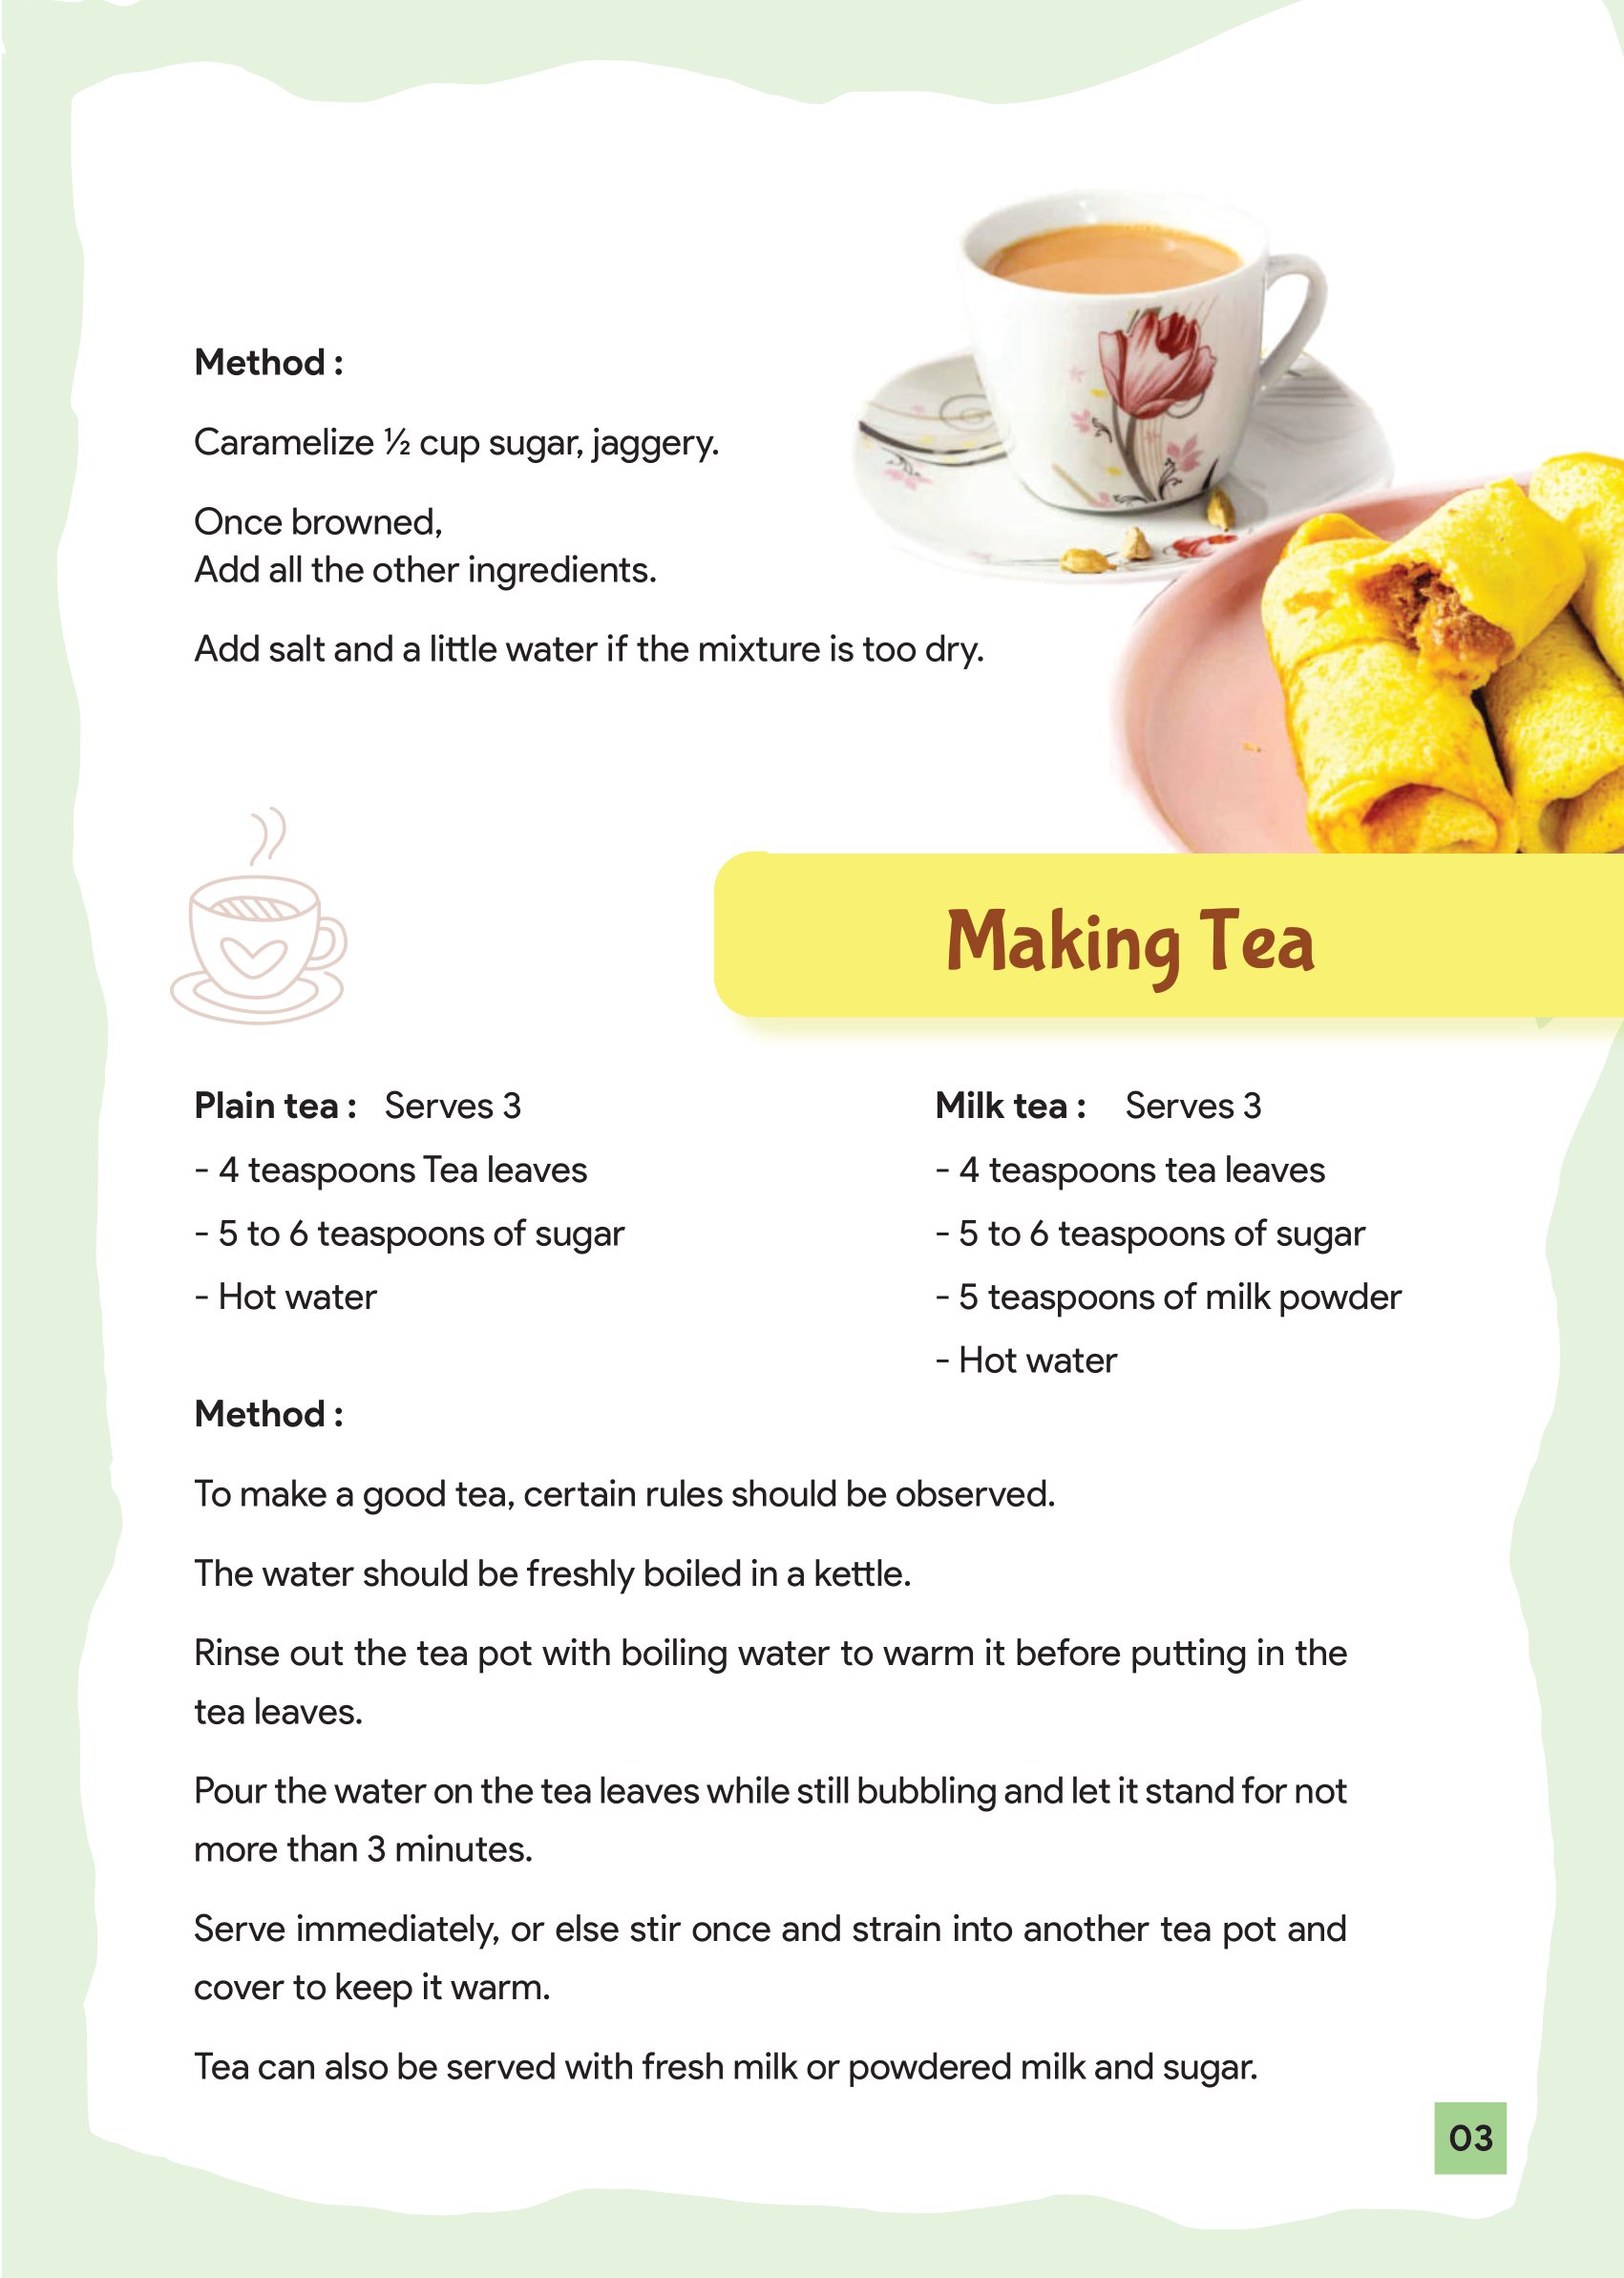 Method :
Caramelize ½ cup sugar, jaggery.
Once browned,
Add all the other ingredients.
Add salt and a little water if the mixture is too dry.
Making Tea
Plain tea : Serves 3
- 4 teaspoons Tea leaves
- 5 to 6 teaspoons of sugar
- Hot water
Milk tea : Serves 3
- 4 teaspoons tea leaves
- 5 to 6 teaspoons of sugar
- 5 teaspoons of milk powder
- Hot water
Method :
To make a good tea, certain rules should be observed.
The water should be freshly boiled in a kettle.
Rinse out the tea pot with boiling water to warm it before putting in the
tea leaves.
Pour the water on the tea leaves while still bubbling and let it stand for not
more than 3 minutes.
Serve immediately, or else stir once and strain into another tea pot and
cover to keep it warm.
Tea can also be served with fresh milk or powdered milk and sugar.
03